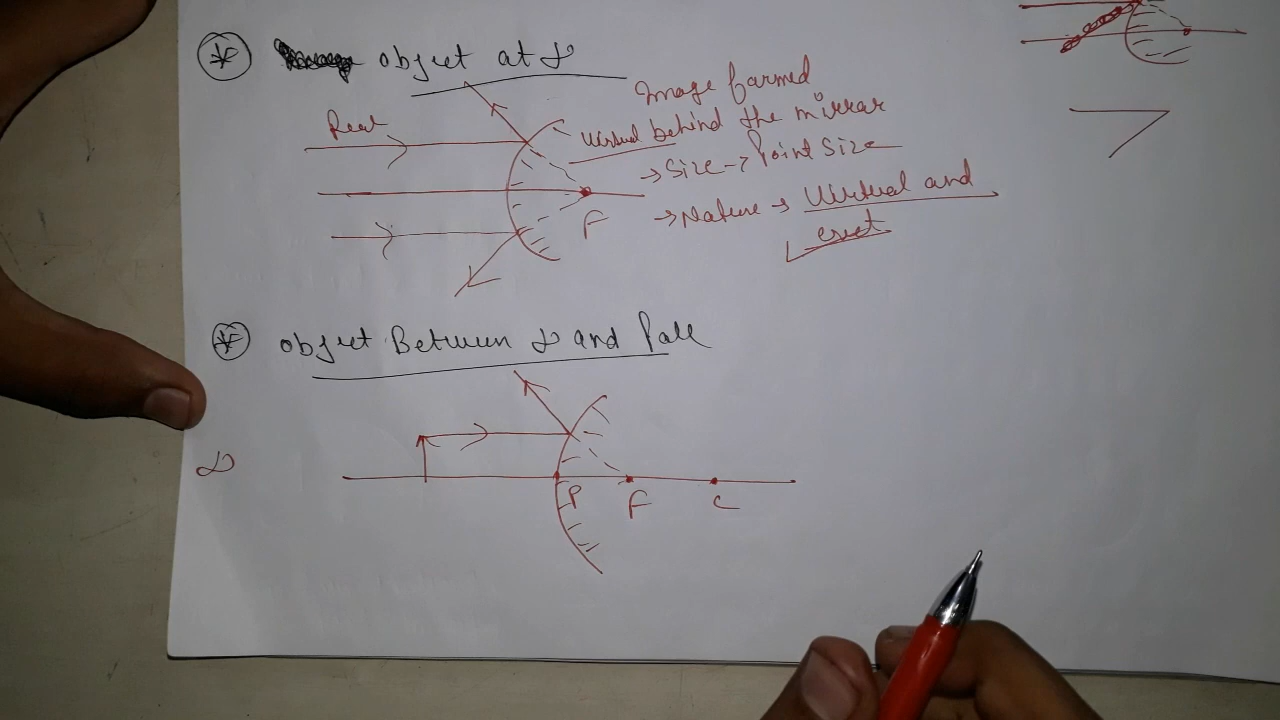 object at ∞
Real
Image formed
behind the mirror
→ Size → Point Size
→ Nature → Virtual and
erect
F
object Between ∞ and Pole
∞
P
F
C